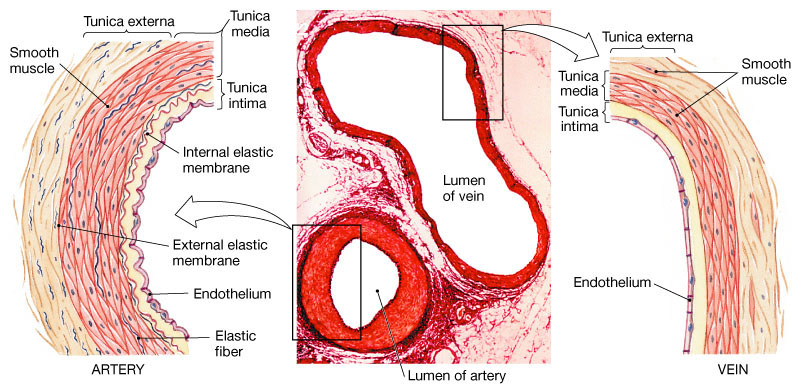 Tunica externa
Tunica
media
Smooth
muscle
Tunica
intima
Internal elastic
membrane
External elastic
membrane
Endothelium
Elastic
fiber
ARTERY
Lumen
of vein
Lumen of artery
Tunica externa
Smooth
muscle
Tunica
media
Tunica
intima
Endothelium
VEIN